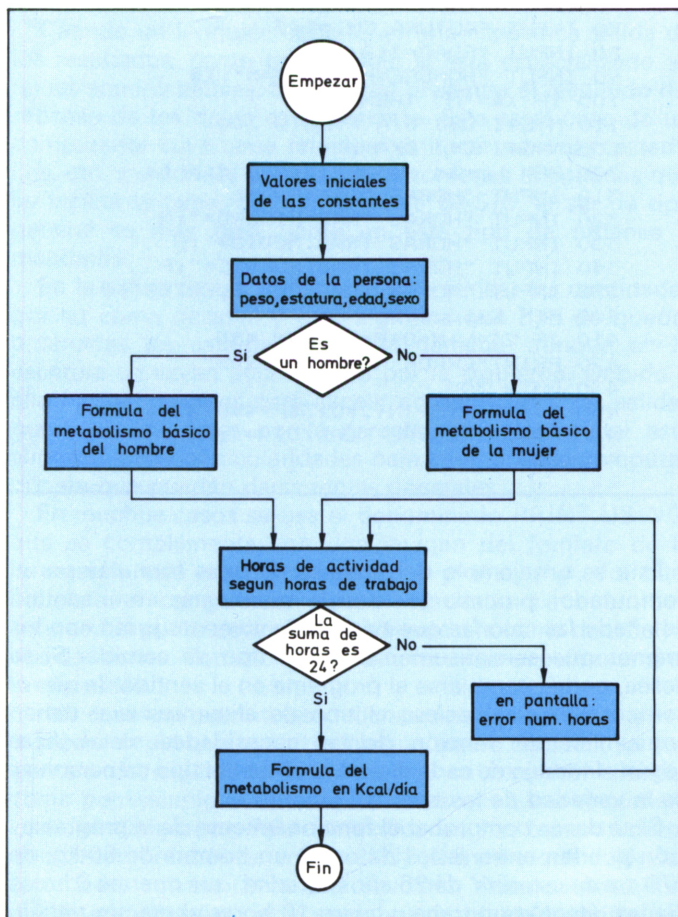 Empezar
Valores iniciales
de las constantes
Datos de la persona:
peso,estatura,edad,sexo
Es
un hombre?
Si
No
Formula del
metabolismo básico
del hombre
Formula del
metabolismo básico
de la mujer
Horas de actividad
segun horas de trabajo
La
suma de
horas es
24?
No
Sí
en pantalla:
error num. horas
Formula del
metabolismo en Kcal/día
Fin